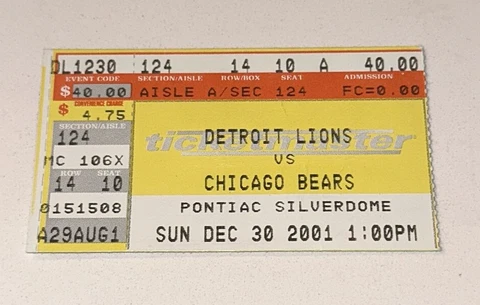 DL1230 124 14 10 A 40.00
EVENT CODE SECTION/AISLE ROW/BOX SEAT ADMISSION
$40.00 AISLE A/SEC 124 FC=0.00
CONVENIENCE CHARGE
$ 4.75
SECTION/AISLE
124
MC 106X
ROW SEAT
14 10
0151508
A29AUG1
ticketmaster
DETROIT LIONS
VS
CHICAGO BEARS
PONTIAC SILVERDOME
SUN DEC 30 2001 1:00PM